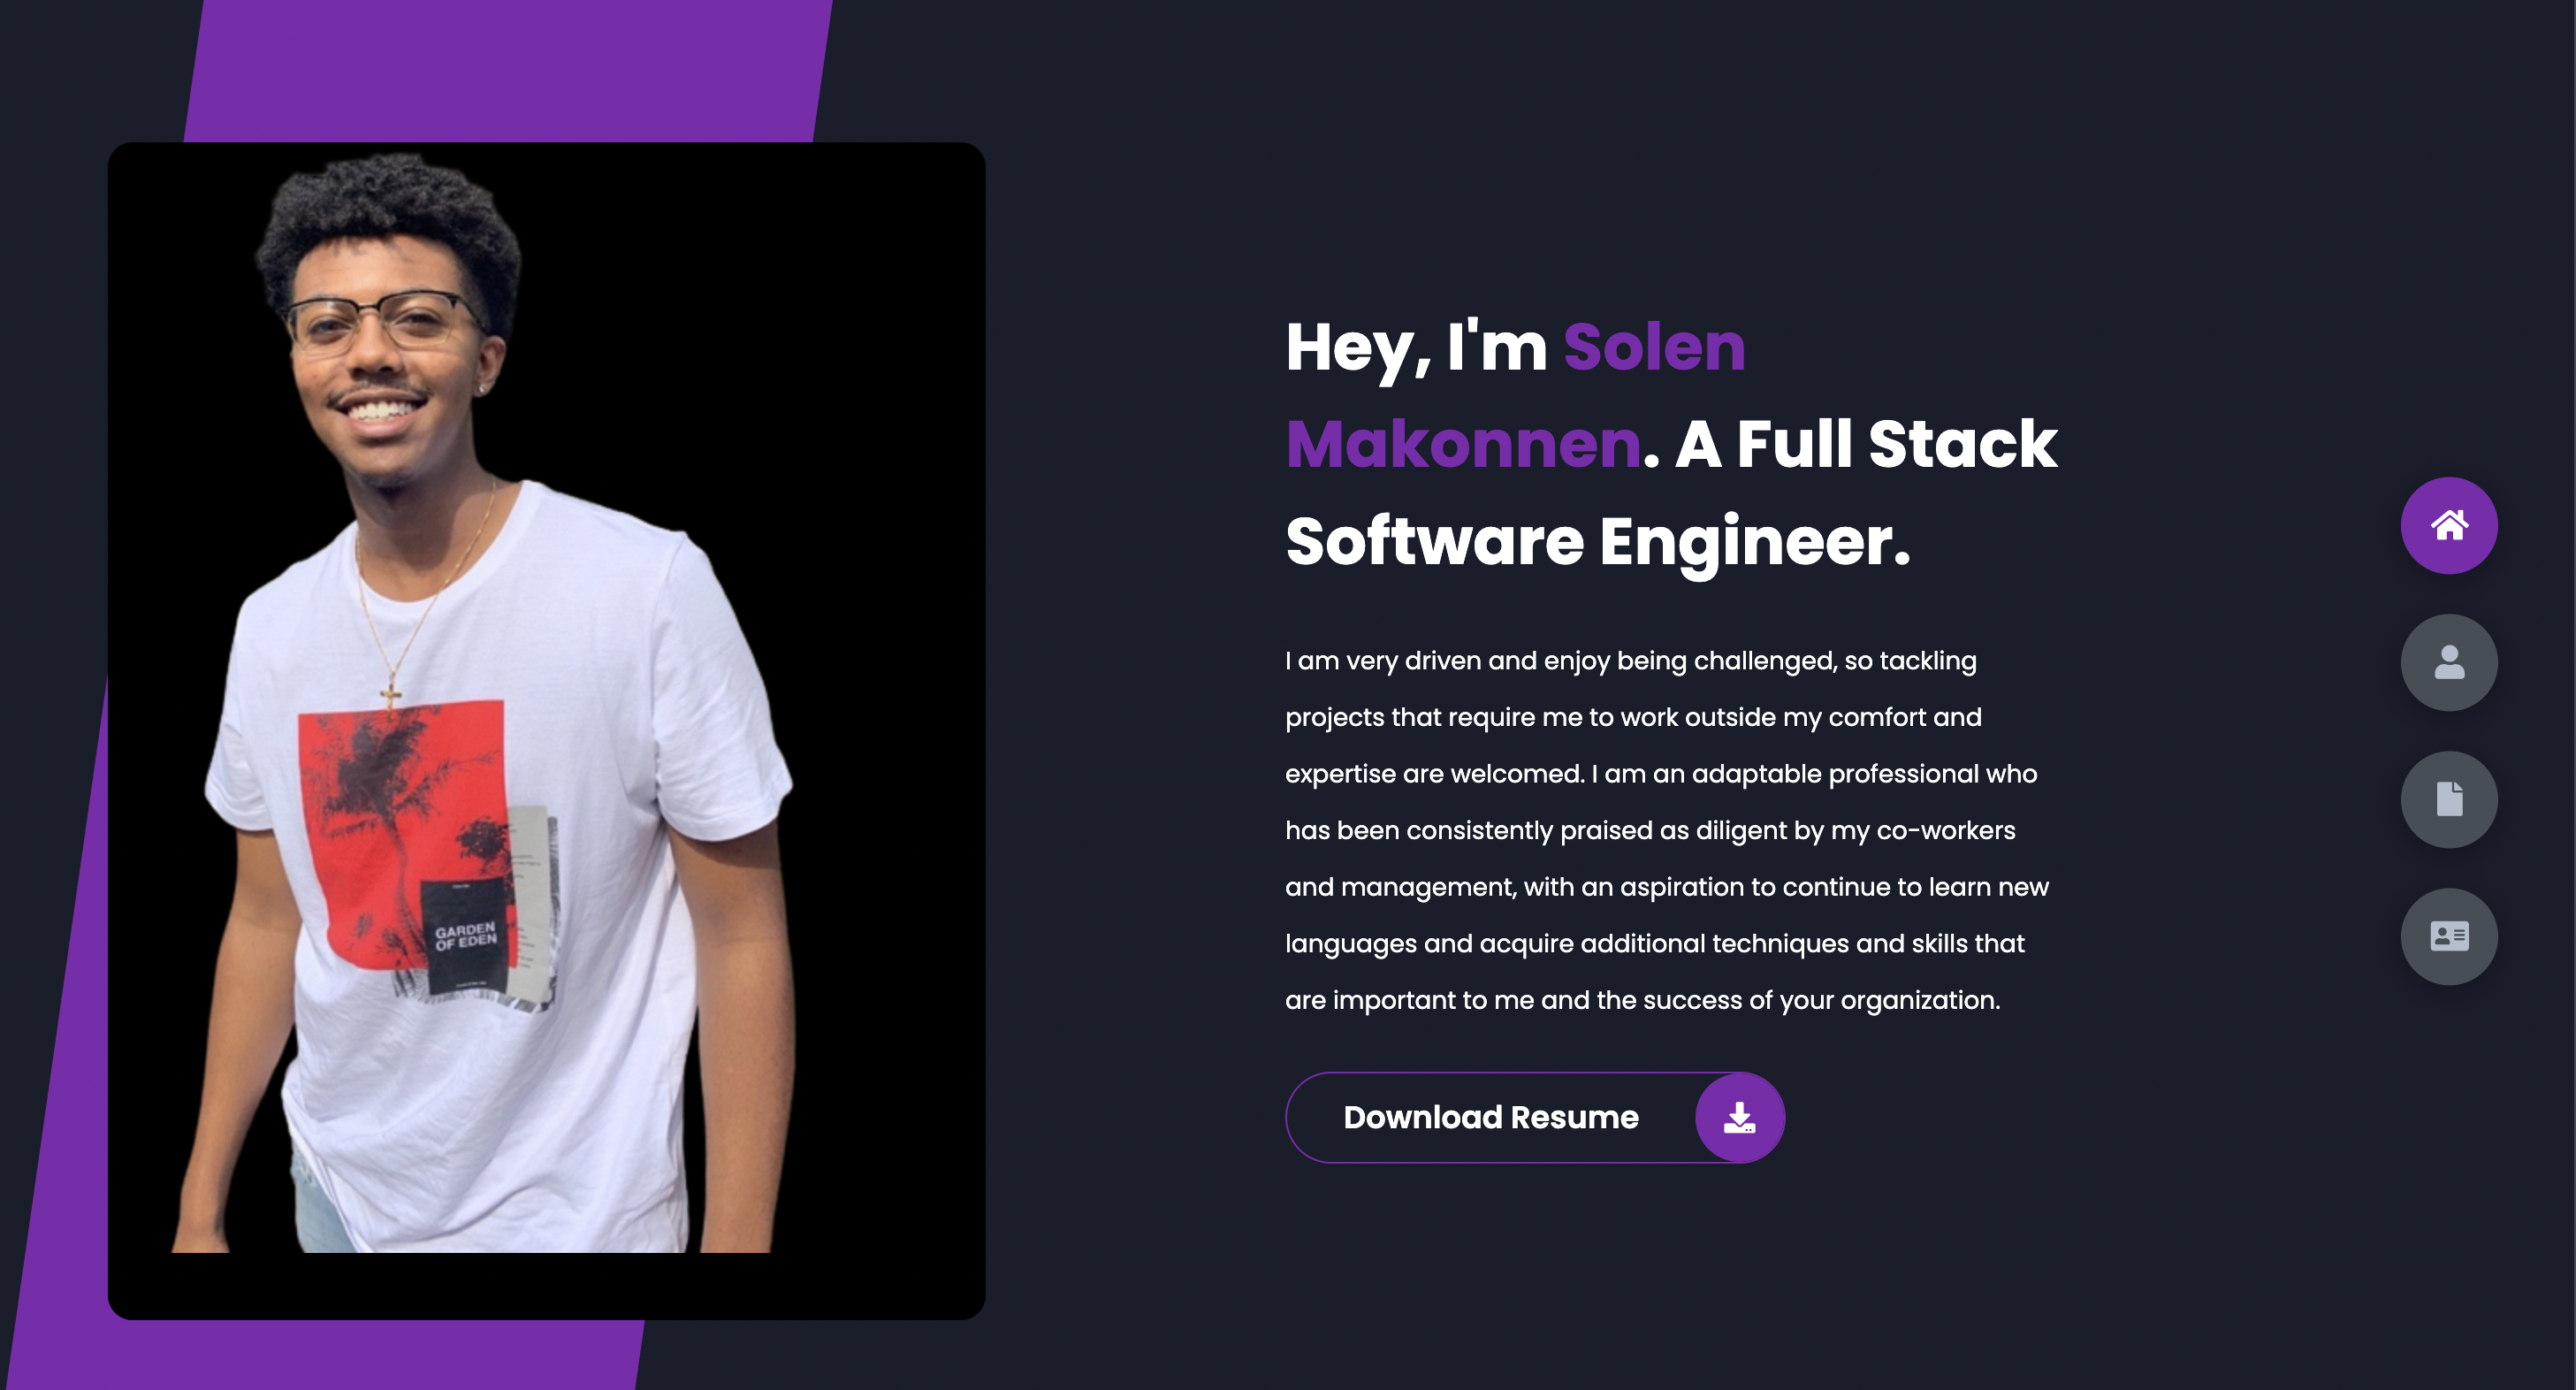 GARDEN
OF EDEN
Hey, I'm Solen
Makonnen. A Full Stack
Software Engineer.
I am very driven and enjoy being challenged, so tackling
projects that require me to work outside my comfort and
expertise are welcomed. I am an adaptable professional who
has been consistently praised as diligent by my co-workers
and management, with an aspiration to continue to learn new
languages and acquire additional techniques and skills that
are important to me and the success of your organization.
Download Resume